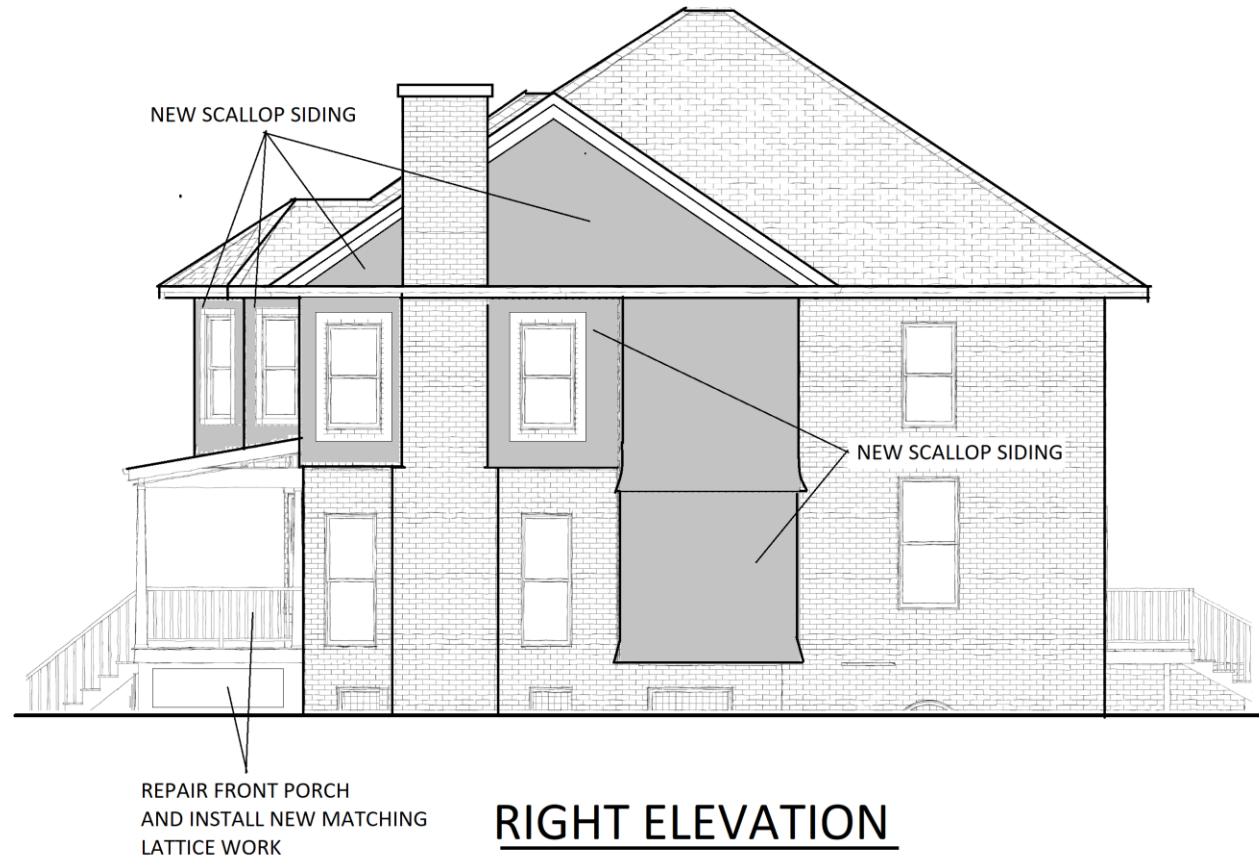 NEW SCALLOP SIDING
NEW SCALLOP SIDING
REPAIR FRONT PORCH
AND INSTALL NEW MATCHING
LATTICE WORK
RIGHT ELEVATION